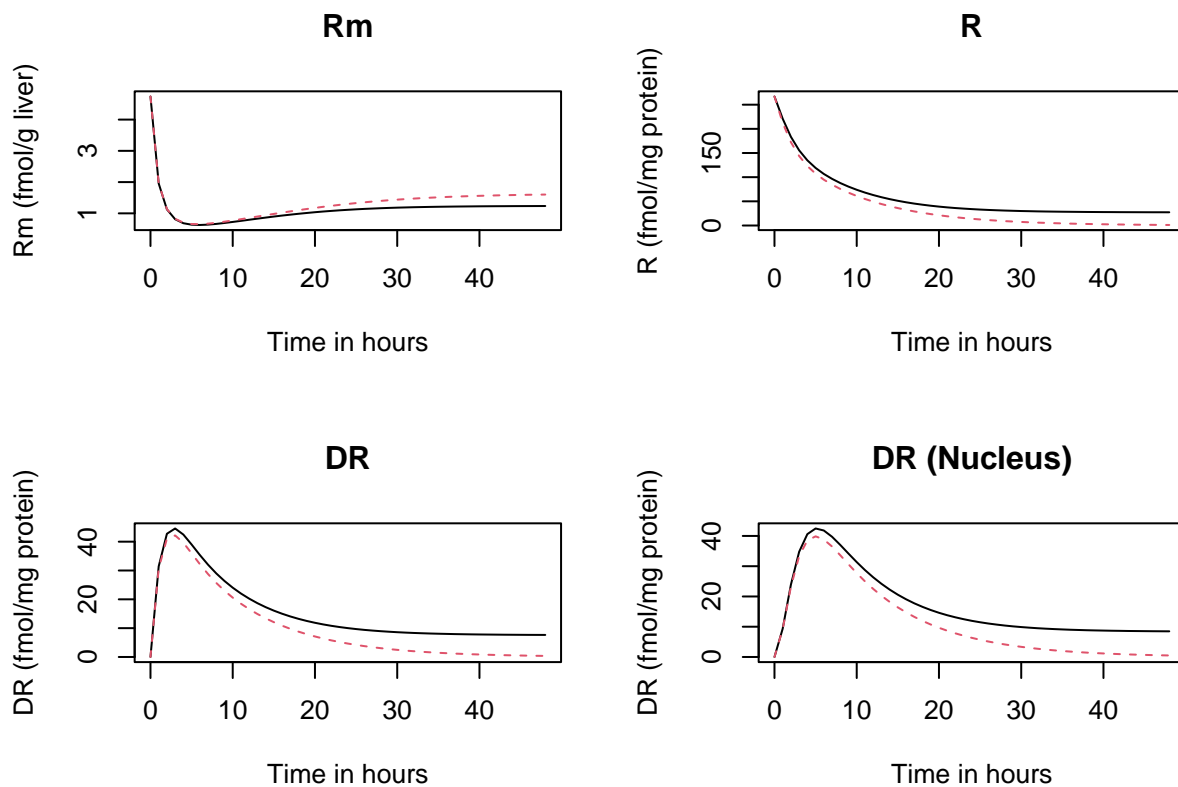 Rm
Rm (fmol/g liver)
3
1
0 10 20 30 40
Time in hours
R
R (fmol/mg protein)
150
0
0 10 20 30 40
Time in hours
DR
DR (fmol/mg protein)
40
20
0
0 10 20 30 40
Time in hours
DR (Nucleus)
DR (fmol/mg protein)
40
20
0
0 10 20 30 40
Time in hours